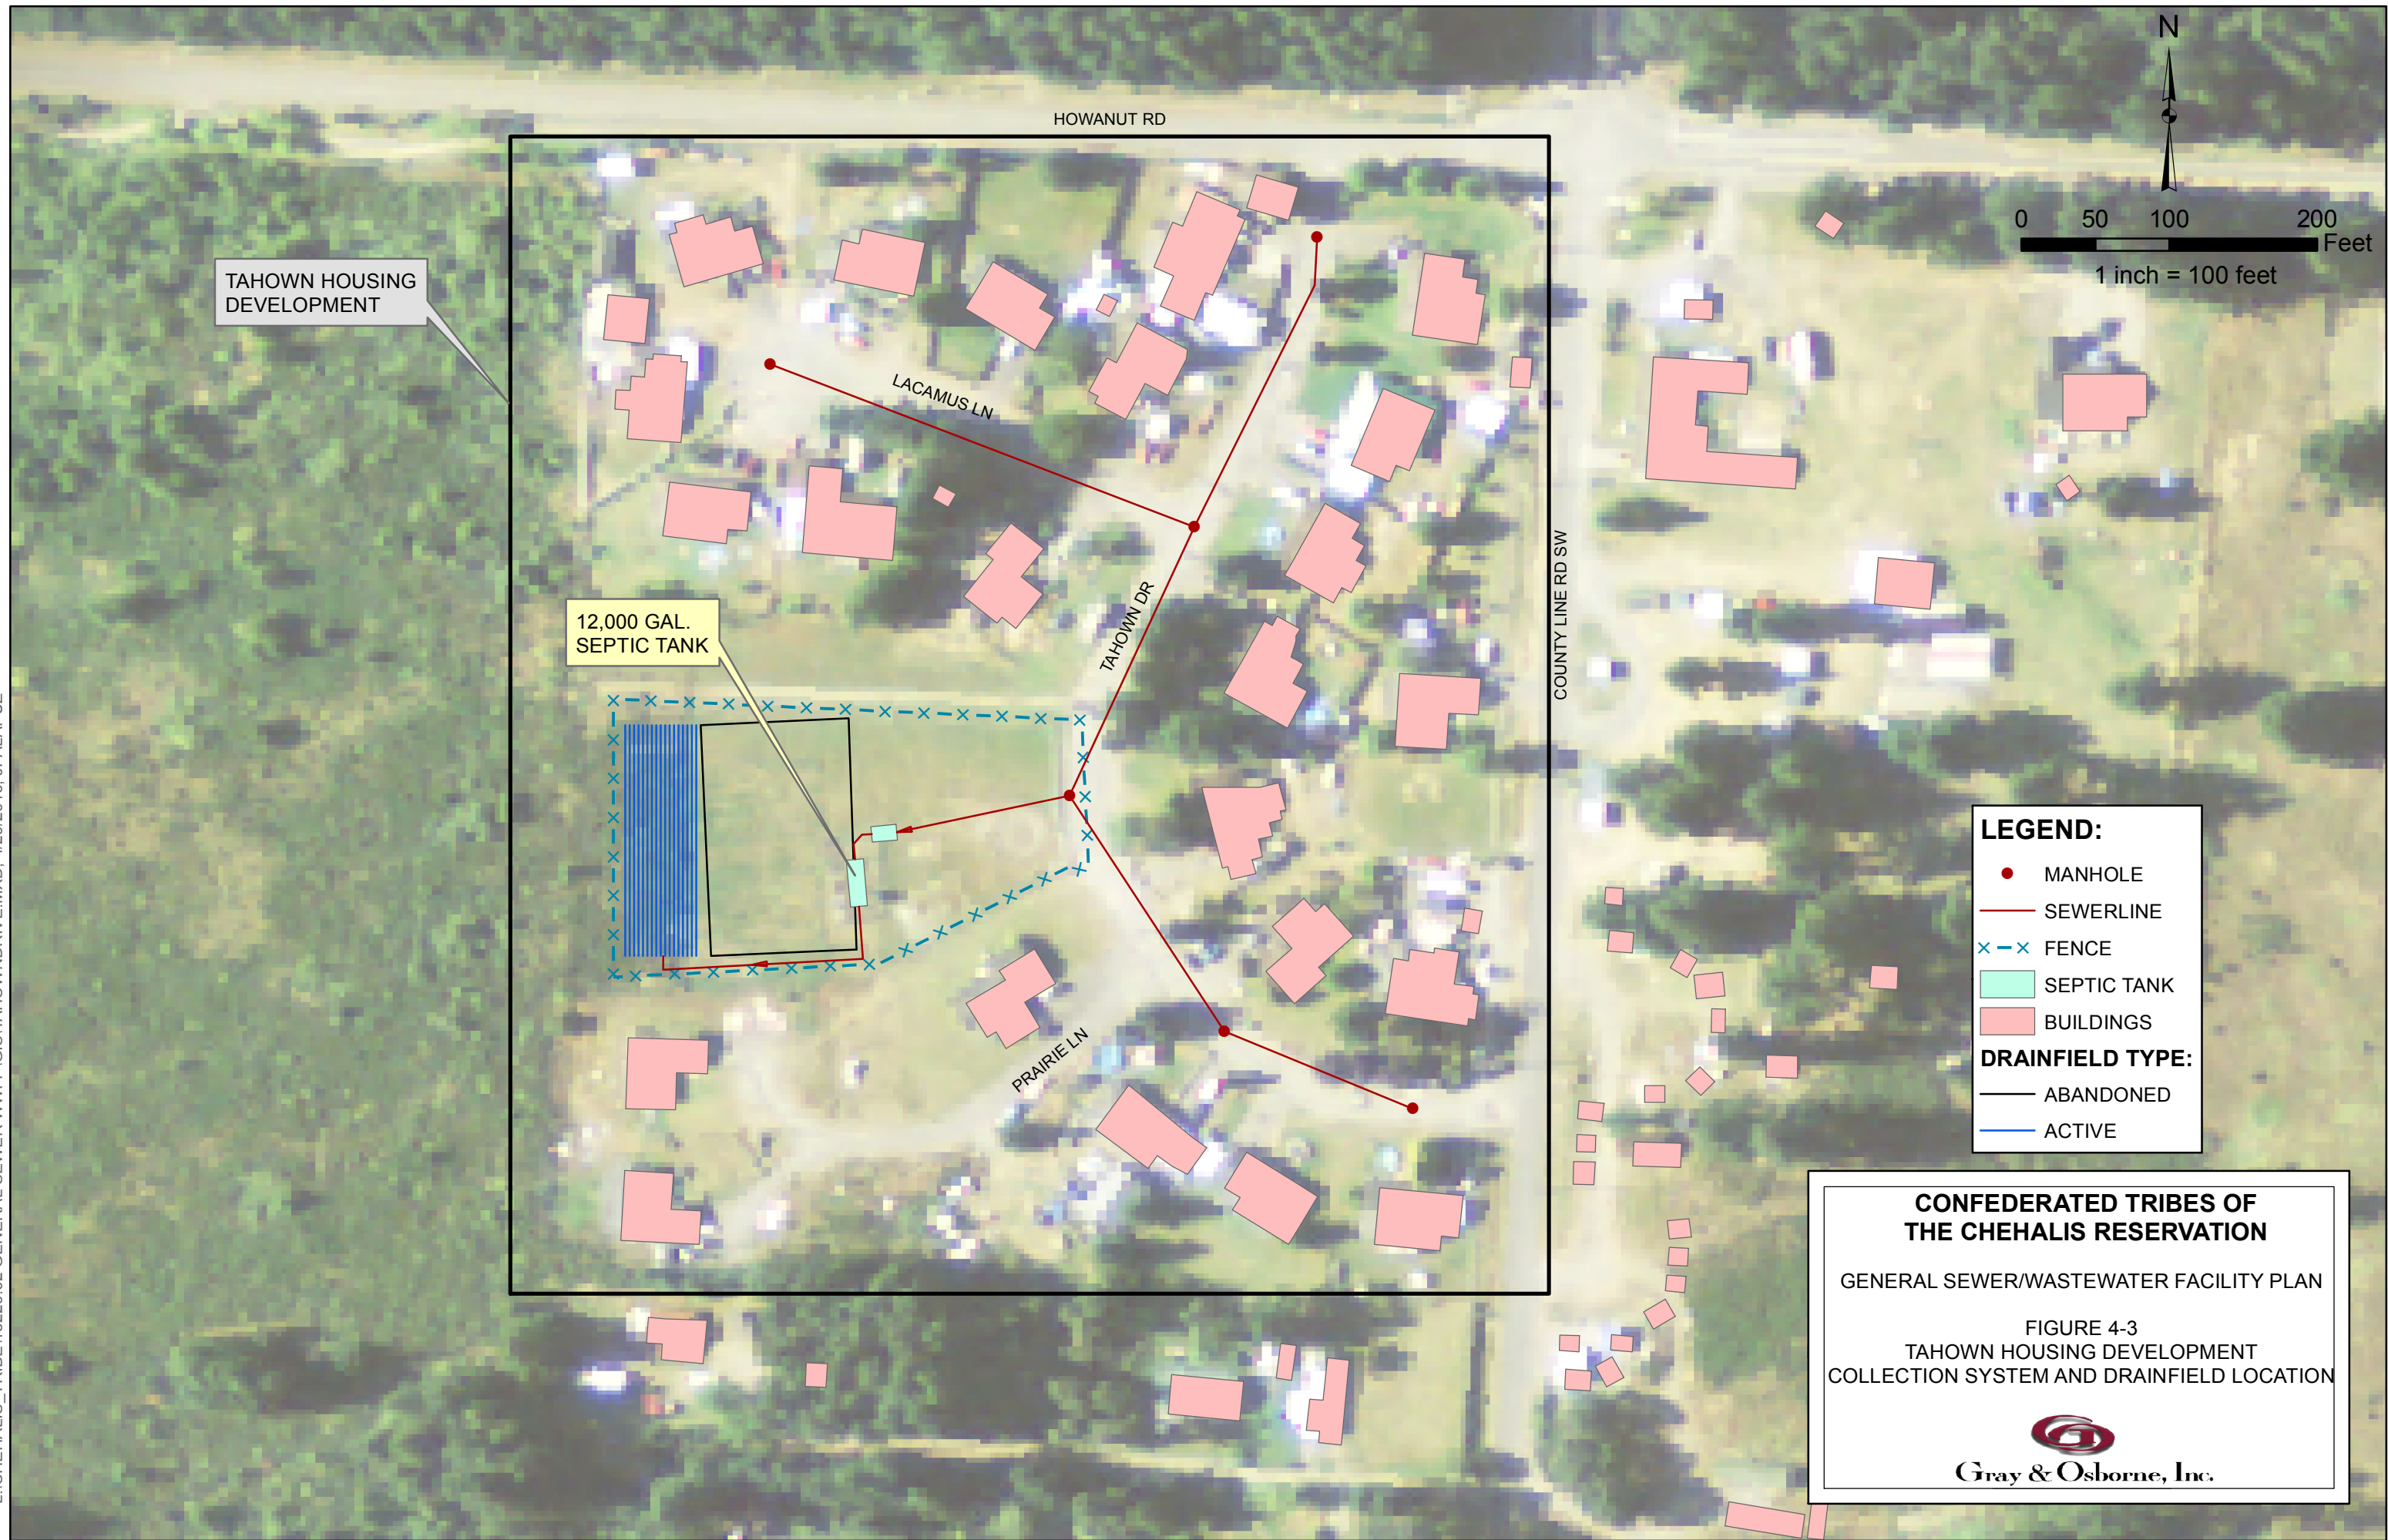 HOWANUT RD
N
0 50 100 200
Feet
1 inch = 100 feet
TAHOWN HOUSING
DEVELOPMENT
LACAMUS LN
TAHOWN DR
COUNTY LINE RD SW
12,000 GAL.
SEPTIC TANK
PRAIRIE LN
LEGEND:
MANHOLE
SEWERLINE
FENCE
SEPTIC TANK
BUILDINGS
DRAINFIELD TYPE:
ABANDONED
ACTIVE
CONFEDERATED TRIBES OF
THE CHEHALIS RESERVATION
GENERAL SEWER/WASTEWATER FACILITY PLAN
FIGURE 4-3
TAHOWN HOUSING DEVELOPMENT
COLLECTION SYSTEM AND DRAINFIELD LOCATION
Gray & Osborne, Inc.